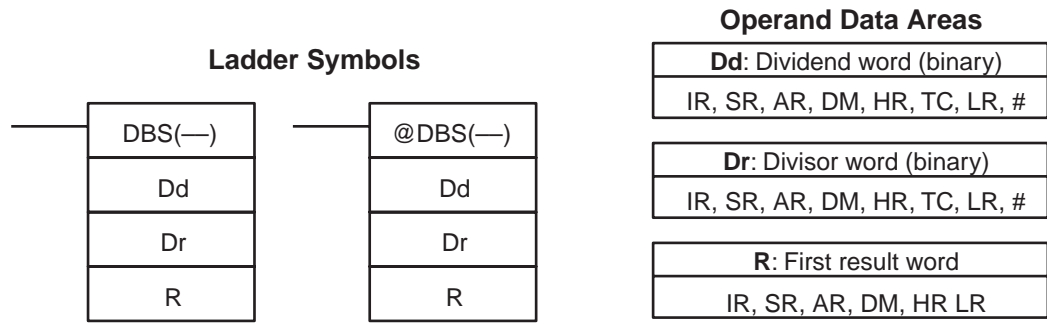 Ladder Symbols
DBS(—)
Dd
Dr
R
@DBS(—)
Dd
Dr
R
Operand Data Areas
Dd: Dividend word (binary)
IR, SR, AR, DM, HR, TC, LR, #
Dr: Divisor word (binary)
IR, SR, AR, DM, HR, TC, LR, #
R: First result word
IR, SR, AR, DM, HR LR